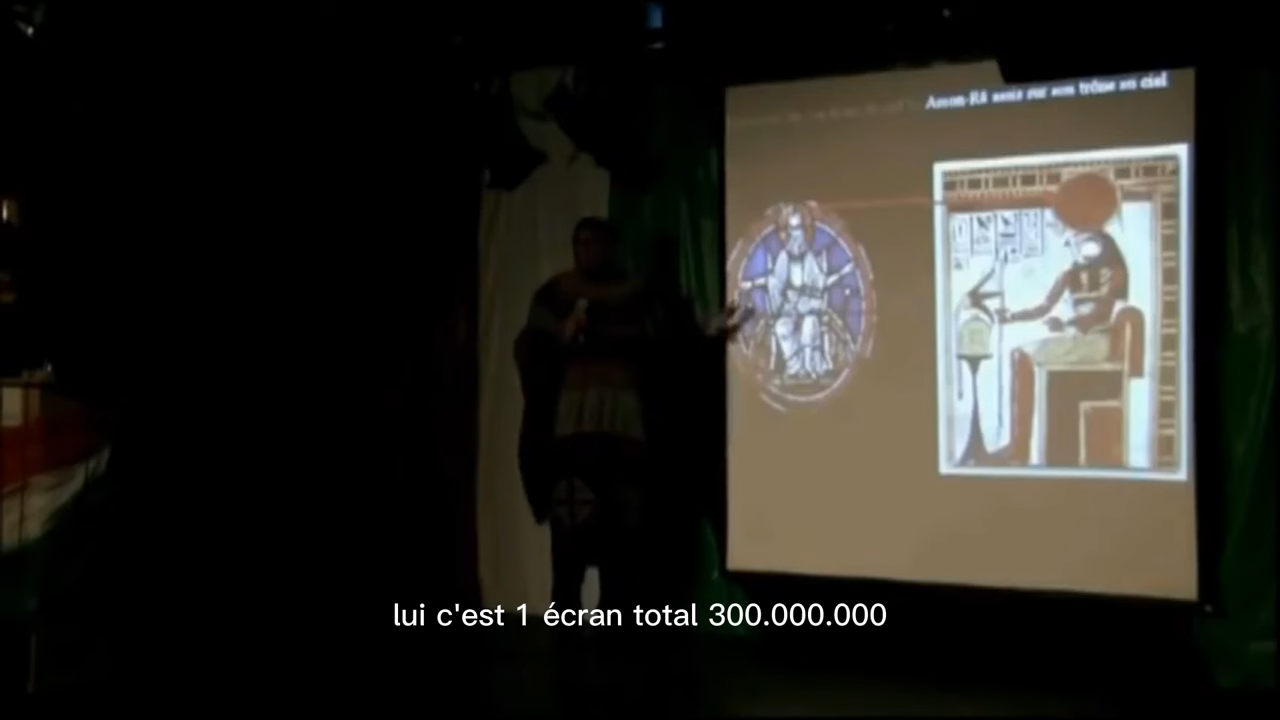 Amon-Râ assis sur son trône au ciel
lui c'est 1 écran total 300.000.000